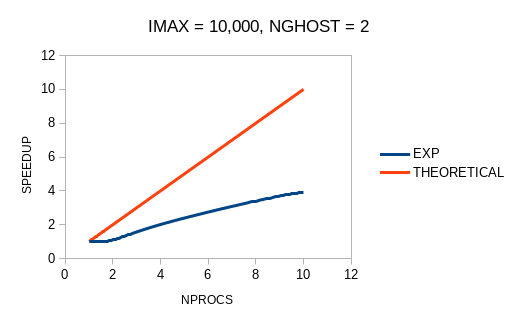 IMAX = 10,000, NGHOST = 2
12
10
8
6
4
2
0
SPEEDUP
0 2 4 6 8 10 12
NPROCS
EXP
THEORETICAL